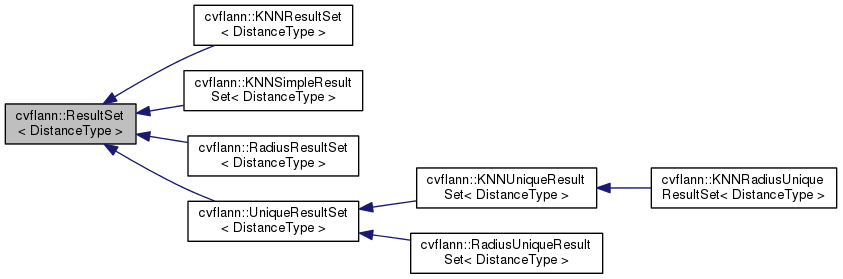 cvflann::KNNResultSet
< DistanceType >
cvflann::KNNSimpleResult
Set< DistanceType >
cvflann::ResultSet
< DistanceType >
cvflann::RadiusResultSet
< DistanceType >
cvflann::UniqueResultSet
< DistanceType >
cvflann::KNNUniqueResult
Set< DistanceType >
cvflann::RadiusUniqueResult
Set< DistanceType >
cvflann::KNNRadiusUnique
ResultSet< DistanceType >